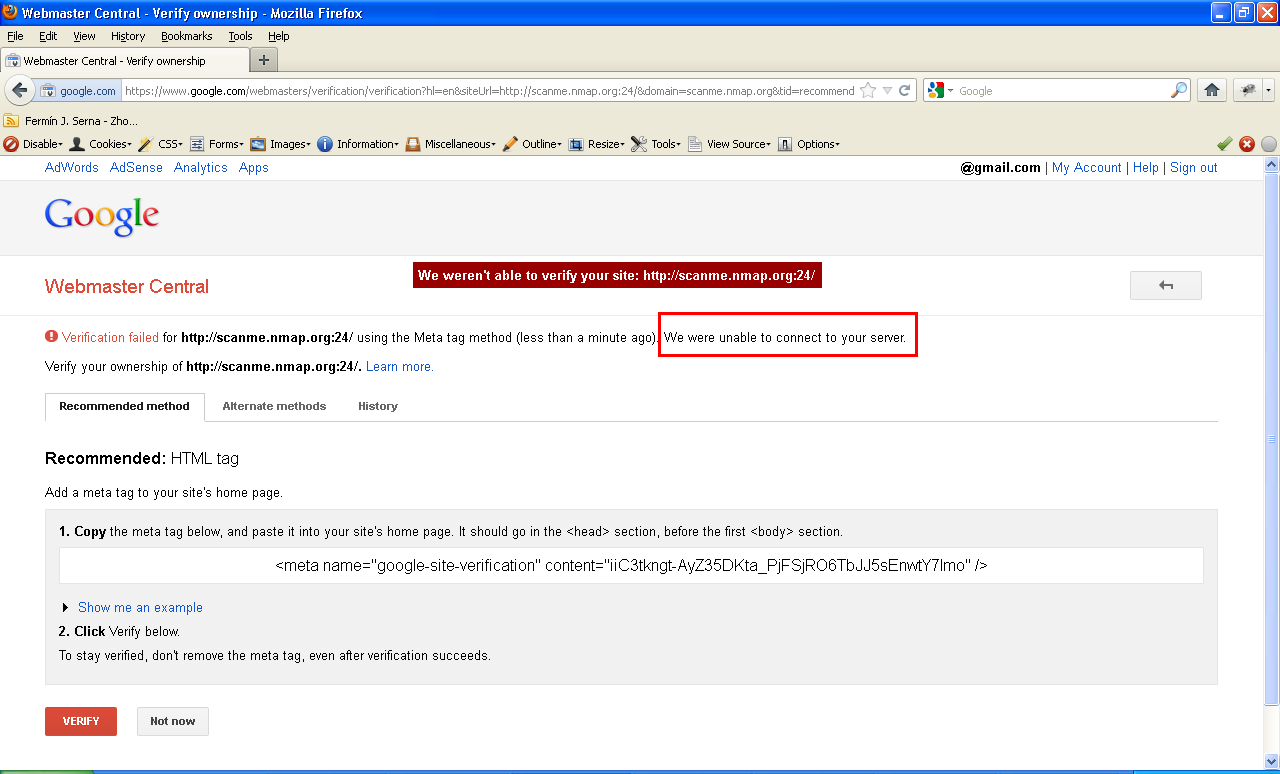 Webmaster Central - Verify ownership - Mozilla Firefox
File Edit View History Bookmarks Tools Help
Webmaster Central - Verify ownership
google.com https://www.google.com/webmasters/verification/verification?hl=en&siteUrl=http://scanme.nmap.org:24/&domain=scanme.nmap.org&tid=recommend Google
Fermín J. Serna - Zho...
Disable Cookies CSS Forms Images Information Miscellaneous Outline Resize Tools View Source Options
AdWords AdSense Analytics Apps @gmail.com | My Account | Help | Sign out
Google
We weren't able to verify your site: http://scanme.nmap.org:24/
Webmaster Central
Verification failed for http://scanme.nmap.org:24/ using the Meta tag method (less than a minute ago). We were unable to connect to your server.
Verify your ownership of http://scanme.nmap.org:24/. Learn more.
Recommended method Alternate methods History
Recommended: HTML tag
Add a meta tag to your site's home page.
1. Copy the meta tag below, and paste it into your site's home page. It should go in the <head> section, before the first <body> section.
<meta name="google-site-verification" content="iiC3tkngt-AyZ35DKta_PjFSjRO6TbJJ5sEnwtY7lmo" />
Show me an example
2. Click Verify below.
To stay verified, don't remove the meta tag, even after verification succeeds.
VERIFY Not now